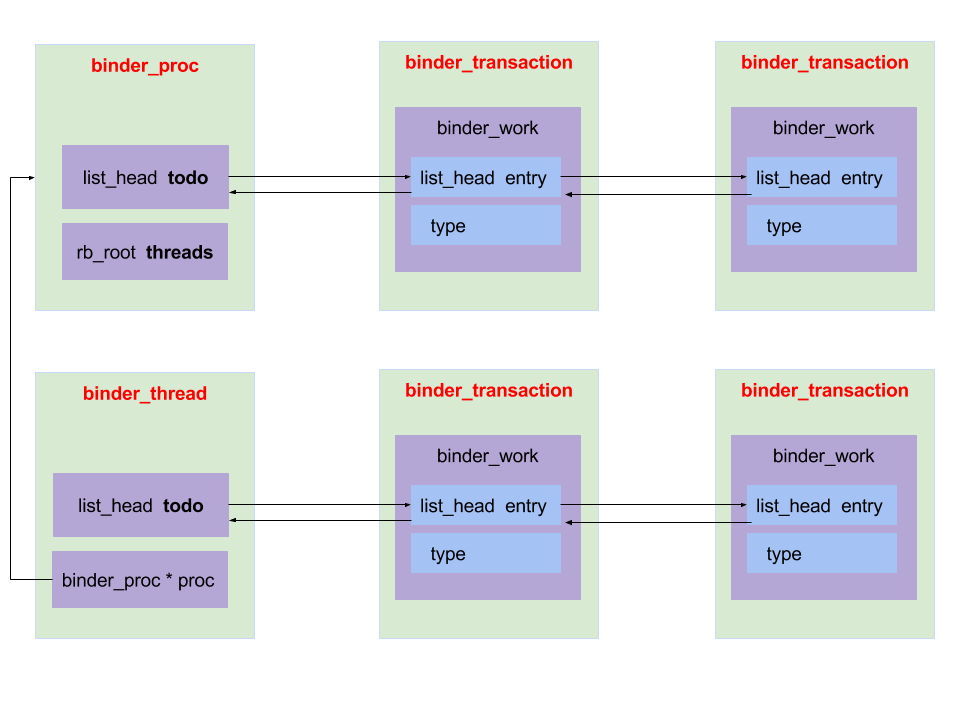 binder_proc
list_head todo
rb_root threads
binder_transaction
binder_work
list_head entry
type
binder_transaction
binder_work
list_head entry
type
binder_thread
list_head todo
binder_proc * proc
binder_transaction
binder_work
list_head entry
type
binder_transaction
binder_work
list_head entry
type